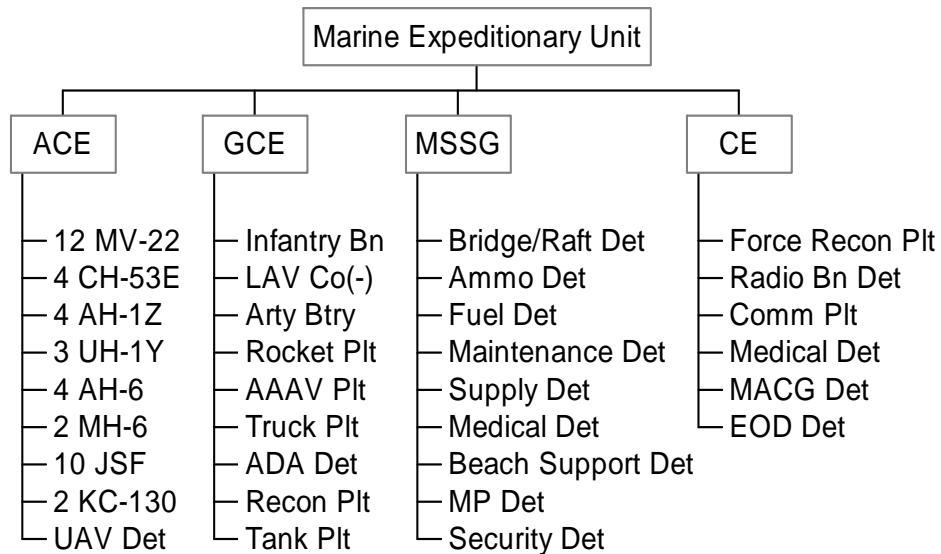 Marine Expeditionary Unit
ACE
GCE
MSSG
CE
12 MV-22
4 CH-53E
4 AH-1Z
3 UH-1Y
4 AH-6
2 MH-6
10 JSF
2 KC-130
UAV Det
Infantry Bn
LAV Co(-)
Arty Btry
Rocket Plt
AAAV Plt
Truck Plt
ADA Det
Recon Plt
Tank Plt
Bridge/Raft Det
Ammo Det
Fuel Det
Maintenance Det
Supply Det
Medical Det
Beach Support Det
MP Det
Security Det
Force Recon Plt
Radio Bn Det
Comm Plt
Medical Det
MACG Det
EOD Det